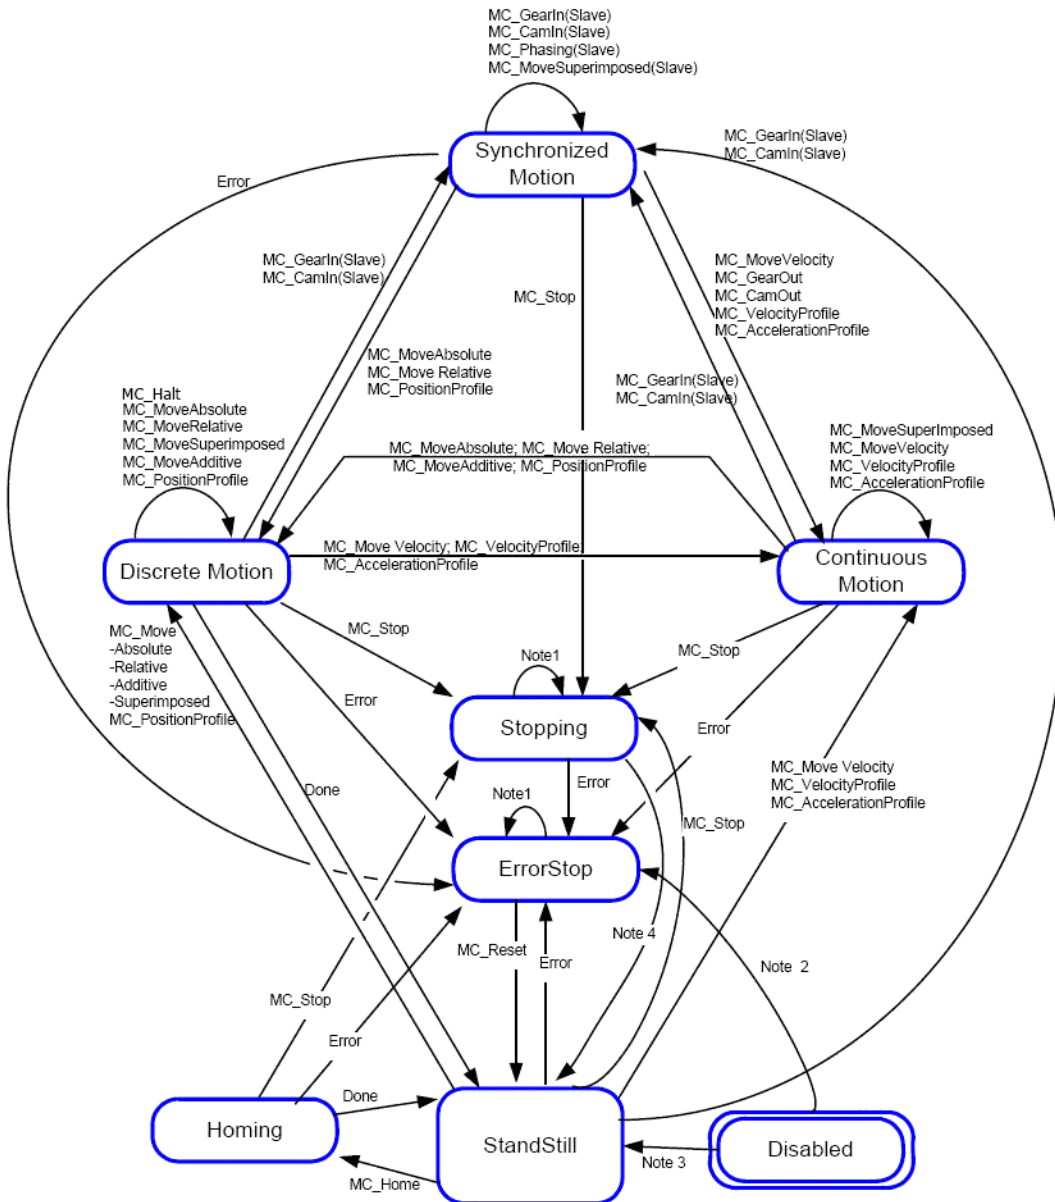 MC_GearIn(Slave)
MC_CamIn(Slave)
MC_Phasing(Slave)
MC_MoveSuperimposed(Slave)
Synchronized
Motion
MC_GearIn(Slave)
MC_CamIn(Slave)
Error
MC_GearIn(Slave)
MC_CamIn(Slave)
MC_Stop
MC_MoveVelocity
MC_GearOut
MC_CamOut
MC_VelocityProfile
MC_AccelerationProfile
MC_MoveAbsolute
MC_Move Relative
MC_PositionProfile
MC_GearIn(Slave)
MC_CamIn(Slave)
MC_Halt
MC_MoveAbsolute
MC_MoveRelative
MC_MoveSuperimposed
MC_MoveAdditive
MC_PositionProfile
MC_MoveAbsolute; MC_Move Relative;
MC_MoveAdditive; MC_PositionProfile
MC_MoveSuperImposed
MC_MoveVelocity
MC_VelocityProfile
MC_AccelerationProfile
Discrete Motion
MC_Move Velocity; MC_VelocityProfile;
MC_AccelerationProfile
Continuous
Motion
MC_Move
-Absolute
-Relative
-Additive
-Superimposed
MC_PositionProfile
MC_Stop
Note1
MC_Stop
Error
Stopping
Error
Done
Note1
Error
MC_Stop
MC_Move Velocity
MC_VelocityProfile
MC_AccelerationProfile
ErrorStop
MC_Reset
Error
Note 4
Note 2
MC_Stop
Error
Done
Homing
StandStill
Disabled
Note 3
MC_Home